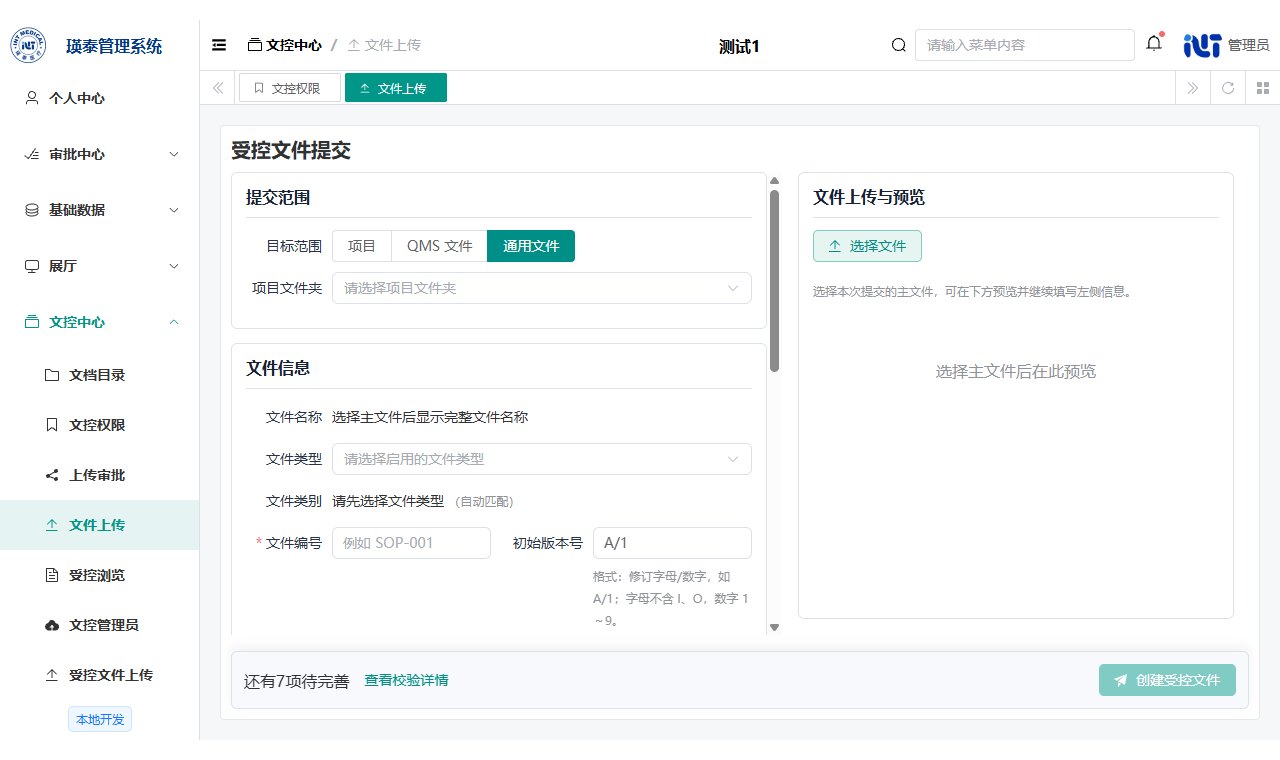 瑛泰管理系统
文控中心 / 文件上传
测试1
请输入菜单内容
管理员
文控权限
文件上传
个人中心
审批中心
基础数据
展厅
文控中心
文档目录
文控权限
上传审批
文件上传
受控浏览
文控管理员
受控文件上传
本地开发
受控文件提交
提交范围
目标范围 项目 QMS 文件 通用文件
项目文件夹 请选择项目文件夹
文件信息
文件名称 选择主文件后显示完整文件名称
文件类型 请选择启用的文件类型
文件类别 请先选择文件类型 (自动匹配)
* 文件编号 例如 SOP-001 初始版本号 A/1
格式：修订字母/数字，如
A/1；字母不含 I、O，数字 1
~9。
文件上传与预览
选择文件
选择本次提交的主文件，可在下方预览并继续填写左侧信息。
选择主文件后在此预览
还有7项待完善 查看校验详情
创建受控文件